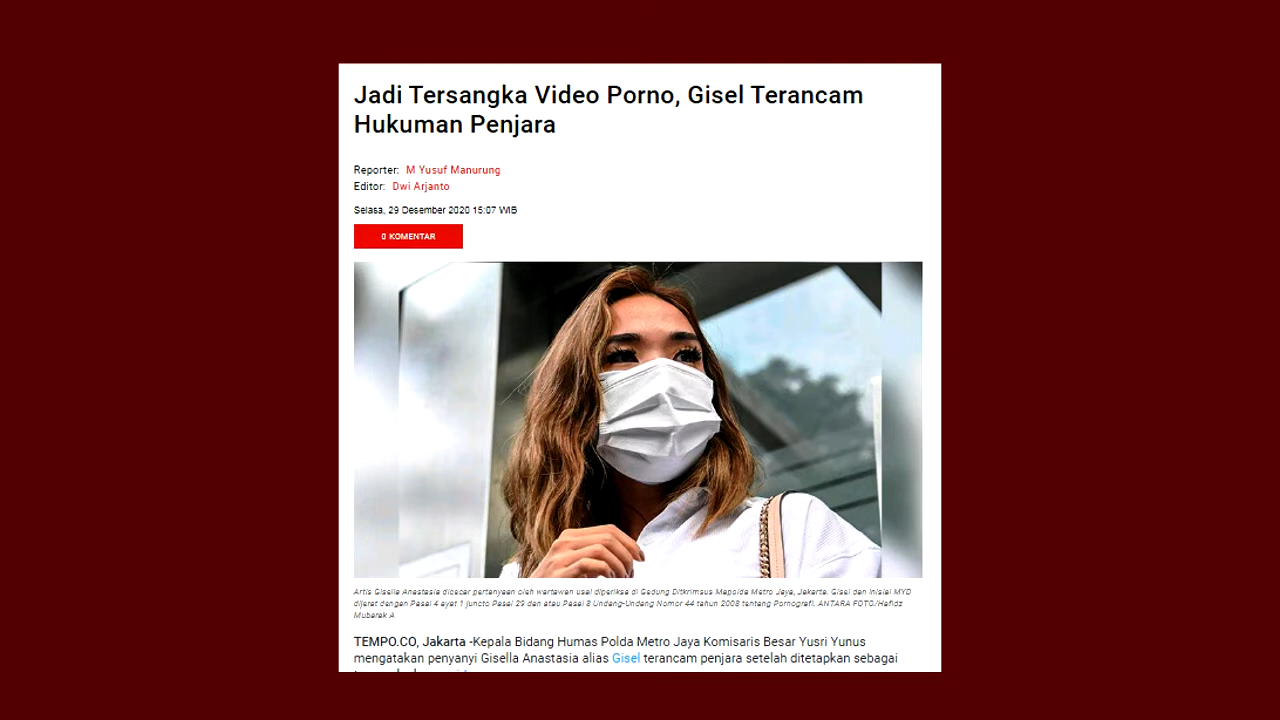 Jadi Tersangka Video Porno, Gisel Terancam
Hukuman Penjara
Reporter: M Yusuf Manurung
Editor: Dwi Arjanto
Selasa, 29 Desember 2020 15:07 WIB
0 KOMENTAR
Artis Gisella Anastasia dicecar pertanyaan oleh wartawan usai diperiksa di Gedung Ditkrimsus Mapolda Metro Jaya, Jakarta. Gisel dan inisial MYD
dijerat dengan Pasal 4 ayat 1 juncto Pasal 29 dan atau Pasal 8 Undang-Undang Nomor 44 tahun 2008 tentang Pornografi. ANTARA FOTO/Hafidz
Mubarak A
TEMPO.CO, Jakarta -Kepala Bidang Humas Polda Metro Jaya Komisaris Besar Yusri Yunus
mengatakan penyanyi Gisella Anastasia alias Gisel terancam penjara setelah ditetapkan sebagai